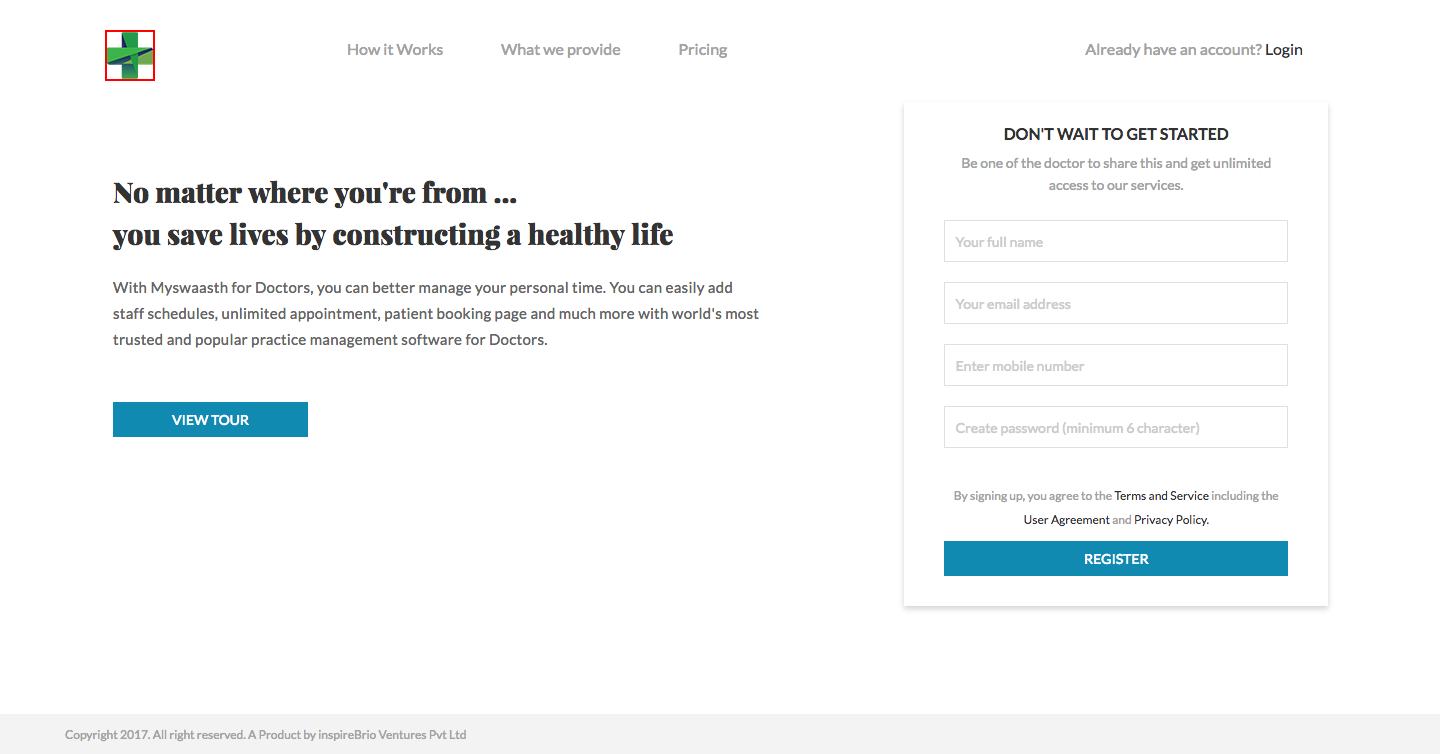 How it Works
What we provide
Pricing
Already have an account? Login
No matter where you're from ...
you save lives by constructing a healthy life
With Myswaasth for Doctors, you can better manage your personal time. You can easily add
staff schedules, unlimited appointment, patient booking page and much more with world's most
trusted and popular practice management software for Doctors.
VIEW TOUR
DON'T WAIT TO GET STARTED
Be one of the doctor to share this and get unlimited
access to our services.
Your full name
Your email address
Enter mobile number
Create password (minimum 6 character)
By signing up, you agree to the Terms and Service including the
User Agreement and Privacy Policy.
REGISTER
Copyright 2017. All right reserved. A Product by inspireBrio Ventures Pvt Ltd